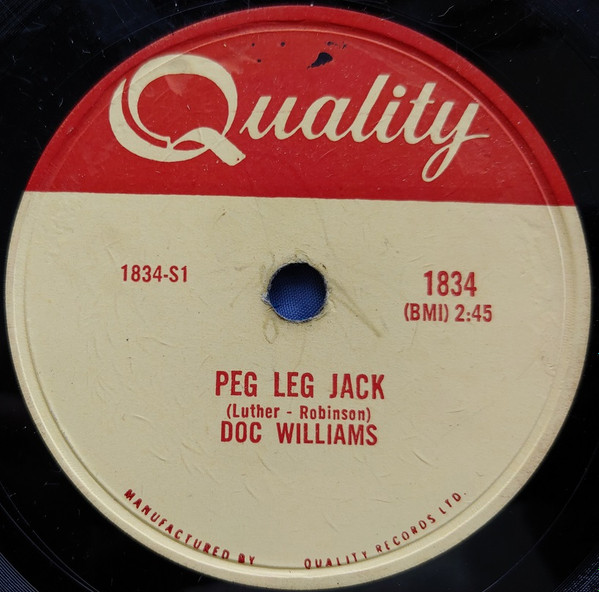 Quality
1834-S1
1834
(BMI) 2:45
PEG LEG JACK
(Luther - Robinson)
DOC WILLIAMS
MANUFACTURED BY QUALITY RECORDS LTD.